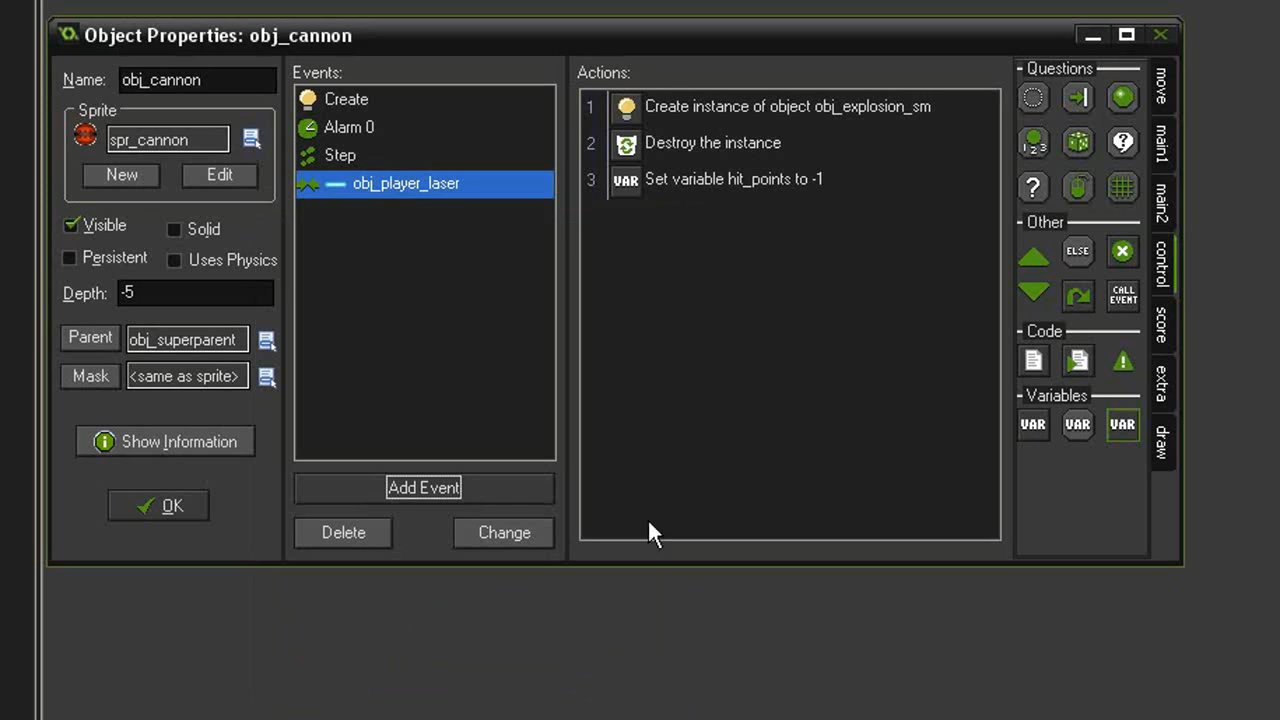 Object Properties: obj_cannon
Name: obj_cannon
Sprite
spr_cannon
New Edit
Visible Solid
Persistent Uses Physics
Depth: -5
Parent obj_superparent
Mask <same as sprite>
Show Information
OK
Events:
Create
Alarm 0
Step
obj_player_laser
Add Event
Delete Change
Actions:
1 Create instance of object obj_explosion_sm
2 Destroy the instance
3 VAR Set variable hit_points to -1
Questions
1 2 3
?
?
Other
ELSE
CALL EVENT
Code
Variables
VAR VAR VAR
move
main1
main2
control
score
extra
draw